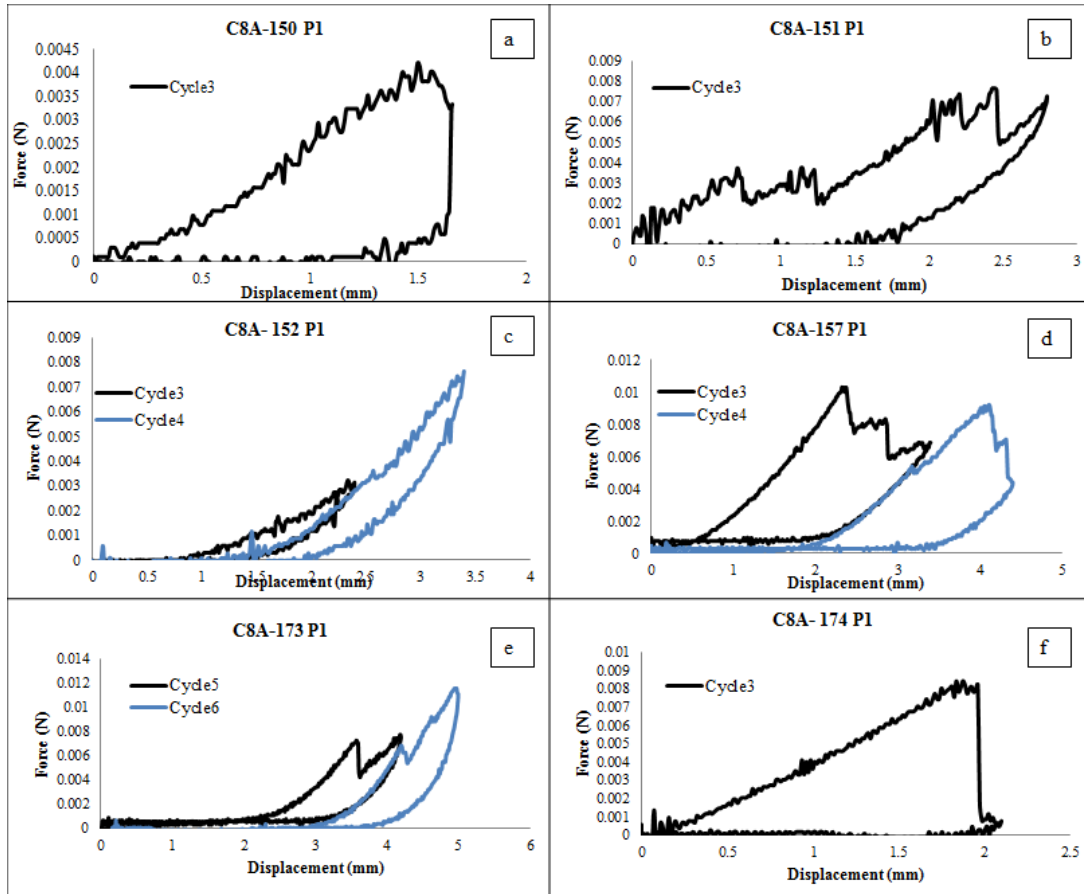 C8A-150 P1
a
Cycle3
Force (N)
0.0045
0.004
0.0035
0.003
0.0025
0.002
0.0015
0.001
0.0005
0
0 0.5 1 1.5 2
Displacement (mm)
C8A-151 P1
b
Cycle3
Force (N)
0.009
0.008
0.007
0.006
0.005
0.004
0.003
0.002
0.001
0
0 0.5 1 1.5 2 2.5 3
Displacement (mm)
C8A- 152 P1
c
Cycle3
Cycle4
Force (N)
0.009
0.008
0.007
0.006
0.005
0.004
0.003
0.002
0.001
0
0 0.5 1 1.5 2 2.5 3 3.5 4
Displacement (mm)
C8A-157 P1
d
Cycle3
Cycle4
Force (N)
0.012
0.01
0.008
0.006
0.004
0.002
0
0 1 2 3 4 5
Displacement (mm)
C8A-173 P1
e
Cycle5
Cycle6
Force (N)
0.014
0.012
0.01
0.008
0.006
0.004
0.002
0
0 1 2 3 4 5 6
Displacement (mm)
C8A- 174 P1
f
Cycle3
Force (N)
0.01
0.009
0.008
0.007
0.006
0.005
0.004
0.003
0.002
0.001
0
0 0.5 1 1.5 2 2.5
Displacement (mm)